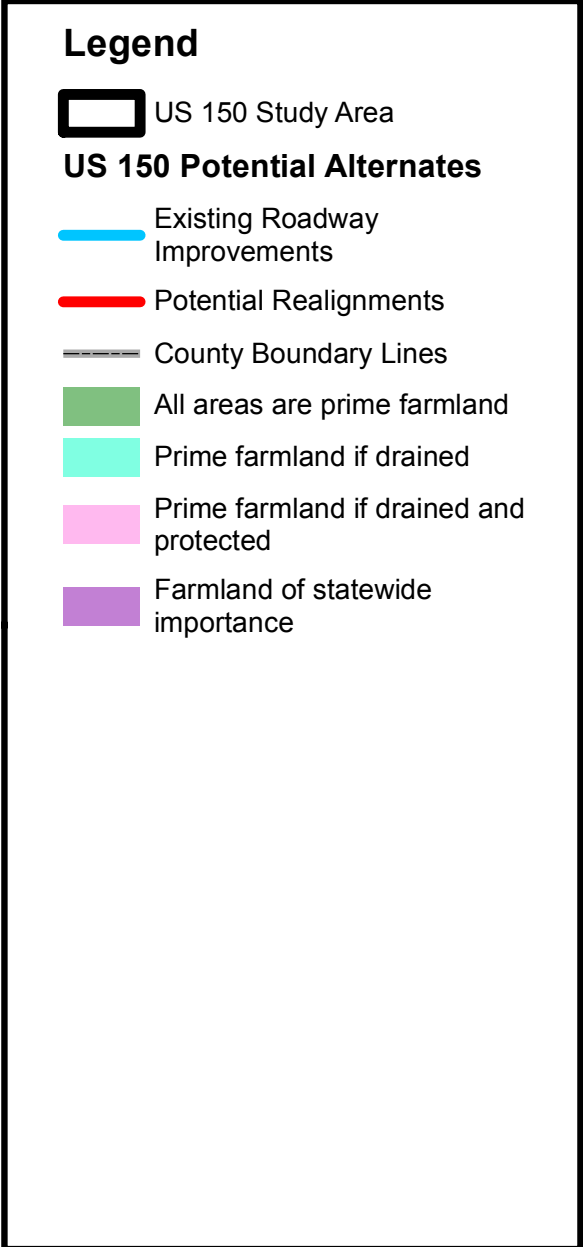 Legend
US 150 Study Area
US 150 Potential Alternates
Existing Roadway
Improvements
Potential Realignments
County Boundary Lines
All areas are prime farmland
Prime farmland if drained
Prime farmland if drained and
protected
Farmland of statewide
importance